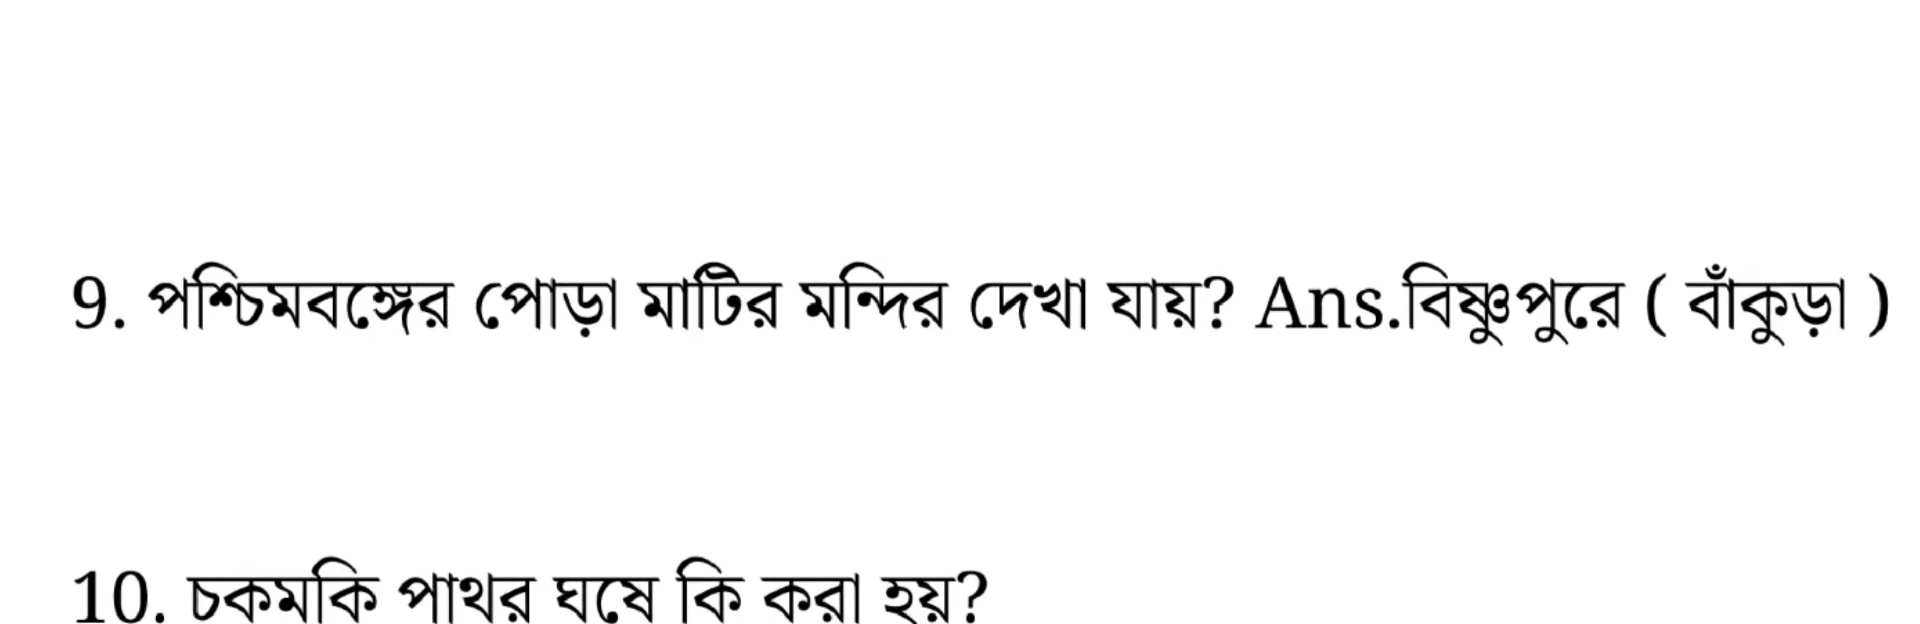 9. পশ্চিমবঙ্গের পোড়া মাটির মন্দির দেখা যায়? Ans.বিষ্ণুপুরে ( বাঁকুড়া )
10. চকমকি পাথর ঘষে কি করা হয়?